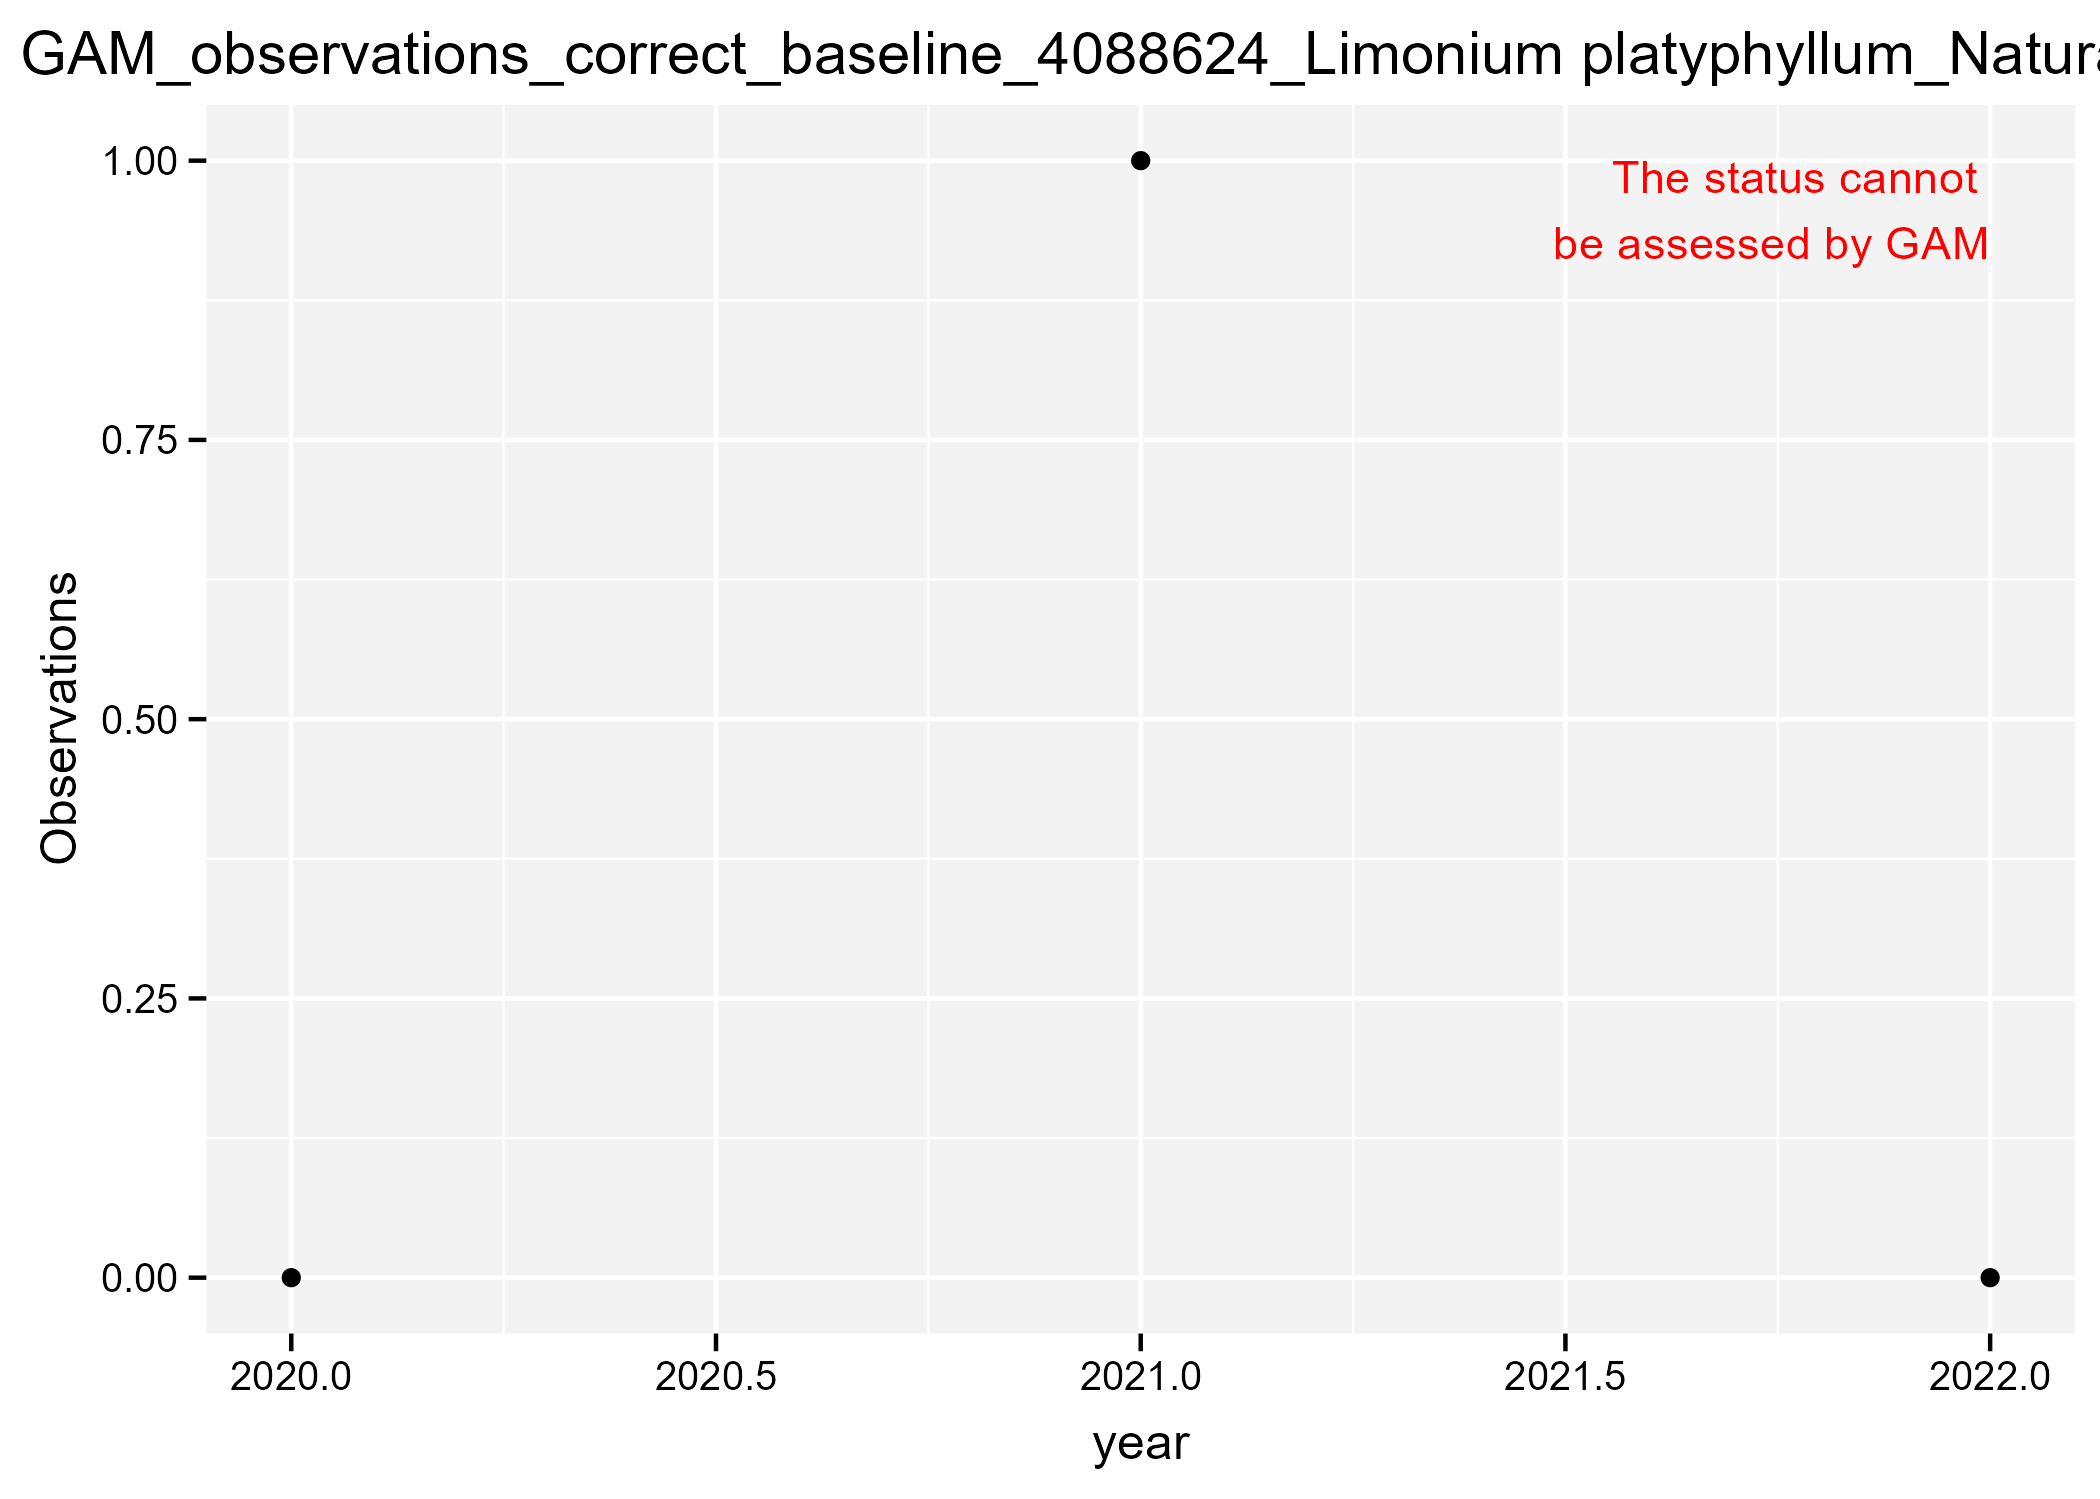 GAM_observations_correct_baseline_4088624_Limonium platyphyllum_Natura
The status cannot
be assessed by GAM
1.00
0.75
0.50
0.25
0.00
Observations
2020.0 2020.5 2021.0 2021.5 2022.0
year